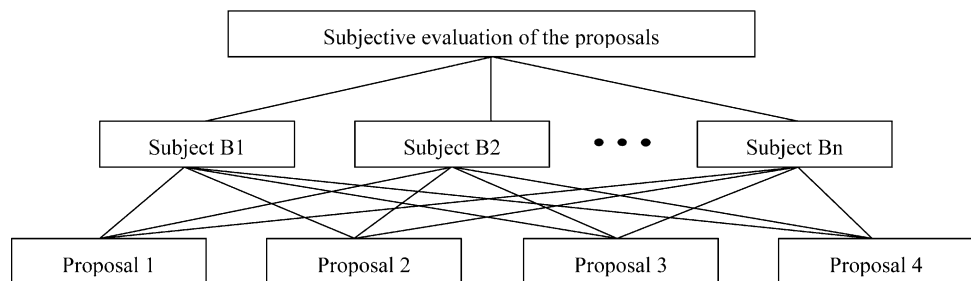 Subjective evaluation of the proposals
Subject B1
Subject B2
• • •
Subject Bn
Proposal 1
Proposal 2
Proposal 3
Proposal 4